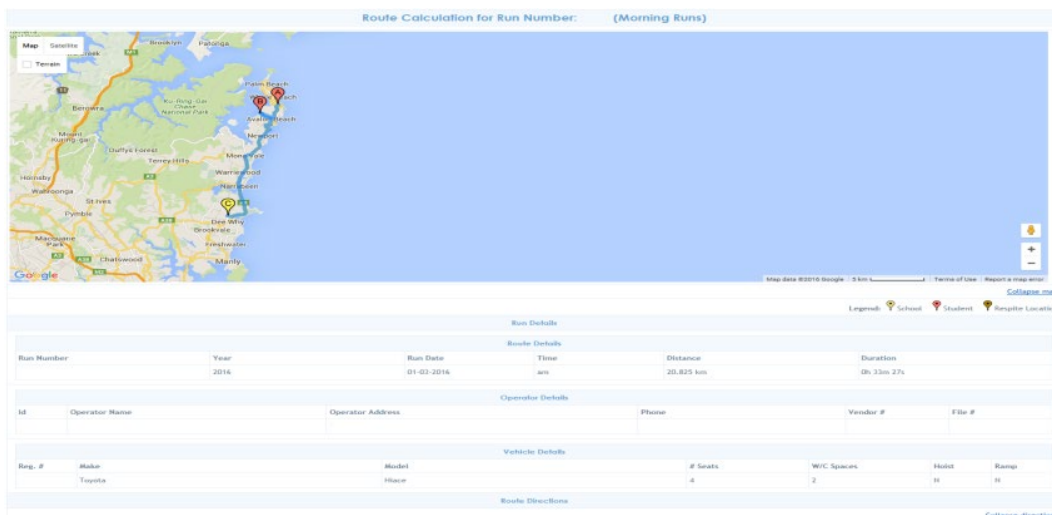 Route Calculation for Run Number: (Morning Runs)
Map Satellite
Terrain
Brooklyn Patonga
Palm Beach
Ku-Ring-Gai
Chase
National Park
Berowra
Avalon Beach
Mount
Kuring-gai
Newport
Duffys Forest
Terrey Hills
Mona Vale
Warriewood
Hornsby
Wahroonga
Narrabeen
St Ives
Pymble
Dee Why
Brookvale
Macquarie
Park
Freshwater
Chatswood
Manly
A B C
Google
Map data ©2016 Google 5 km Terms of Use Report a map error
Collapse ma
Legend: School Student Respite Locatio
Run Details
Route Details
Run Number Year Run Date Time Distance Duration
2016 01-03-2016 am 20.825 km 0h 33m 27s
Operator Details
Id Operator Name Operator Address Phone Vendor # File #
Vehicle Details
Reg. # Make Model # Seats W/C Spaces Hoist Ramp
Toyota Hiace 4 2 N N
Route Directions